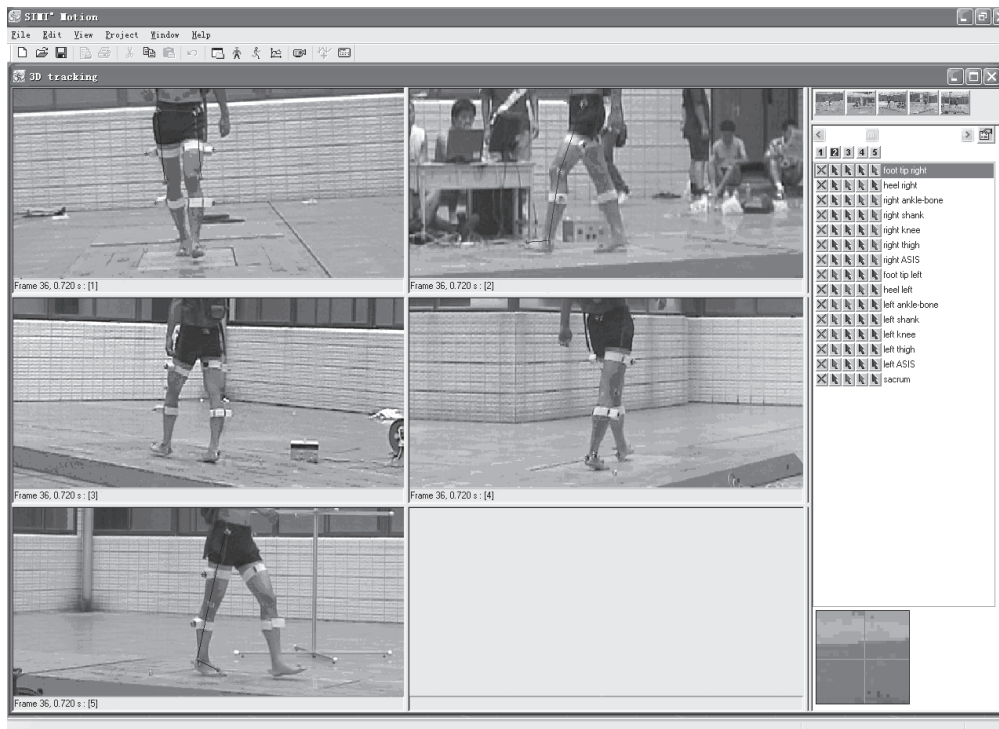 SIMI° Motion
File Edit View Project Window Help
3D tracking
Frame 36, 0.720 s : [1]
Frame 36, 0.720 s : [2]
Frame 36, 0.720 s : [3]
Frame 36, 0.720 s : [4]
Frame 36, 0.720 s : [5]
1 2 3 4 5
foot tip right
heel right
right ankle-bone
right shank
right knee
right thigh
right ASIS
foot tip left
heel left
left ankle-bone
left shank
left knee
left thigh
left ASIS
sacrum